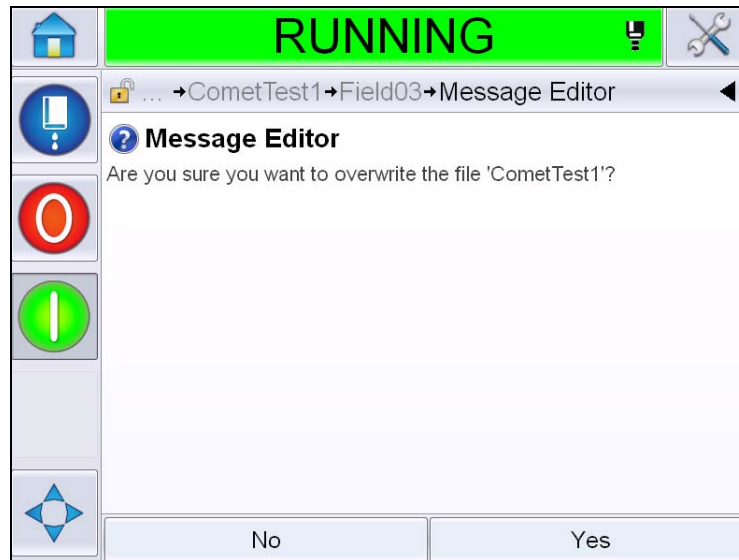 RUNNING
... →CometTest1→Field03→Message Editor
Message Editor
Are you sure you want to overwrite the file 'CometTest1'?
No
Yes